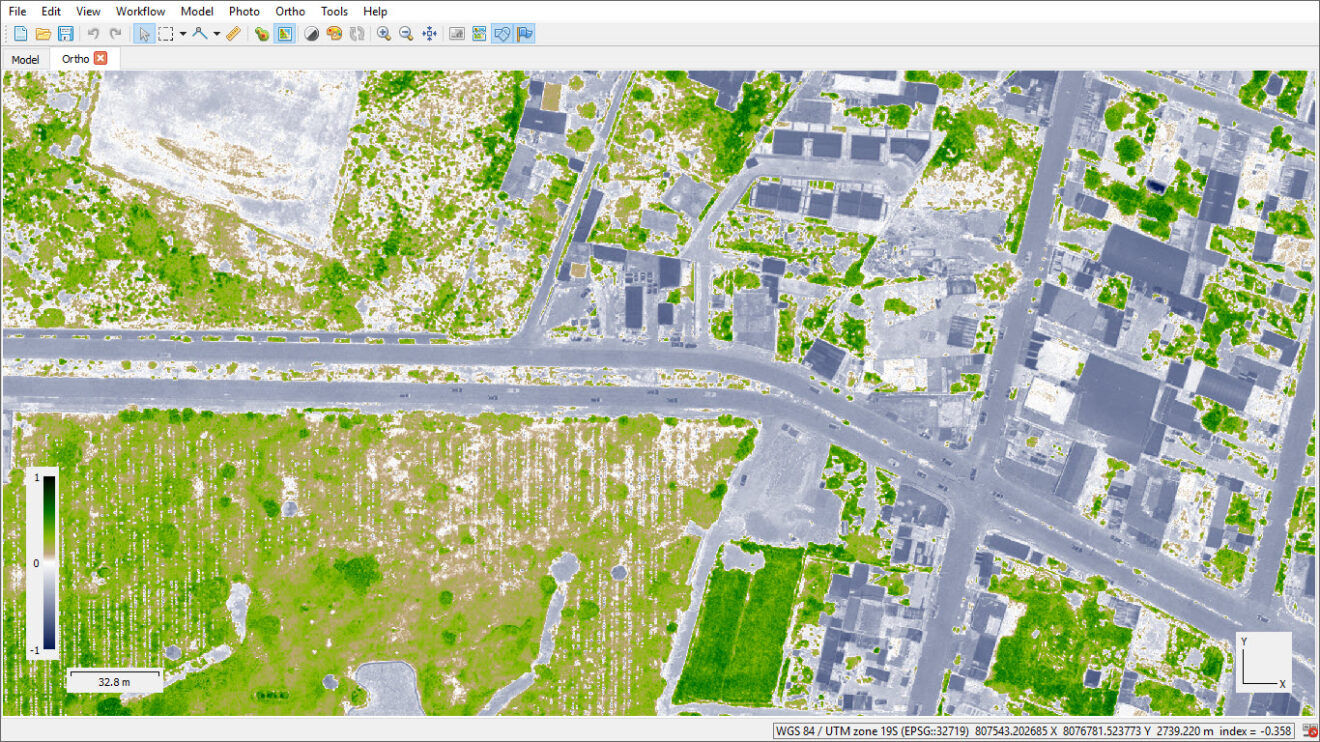 File Edit View Workflow Model Photo Ortho Tools Help
Model Ortho
1
0
-1
32.8 m
Y
X
WGS 84 / UTM zone 19S (EPSG::32719) 807543.202685 X 8076781.523773 Y 2739.220 m index = -0.358